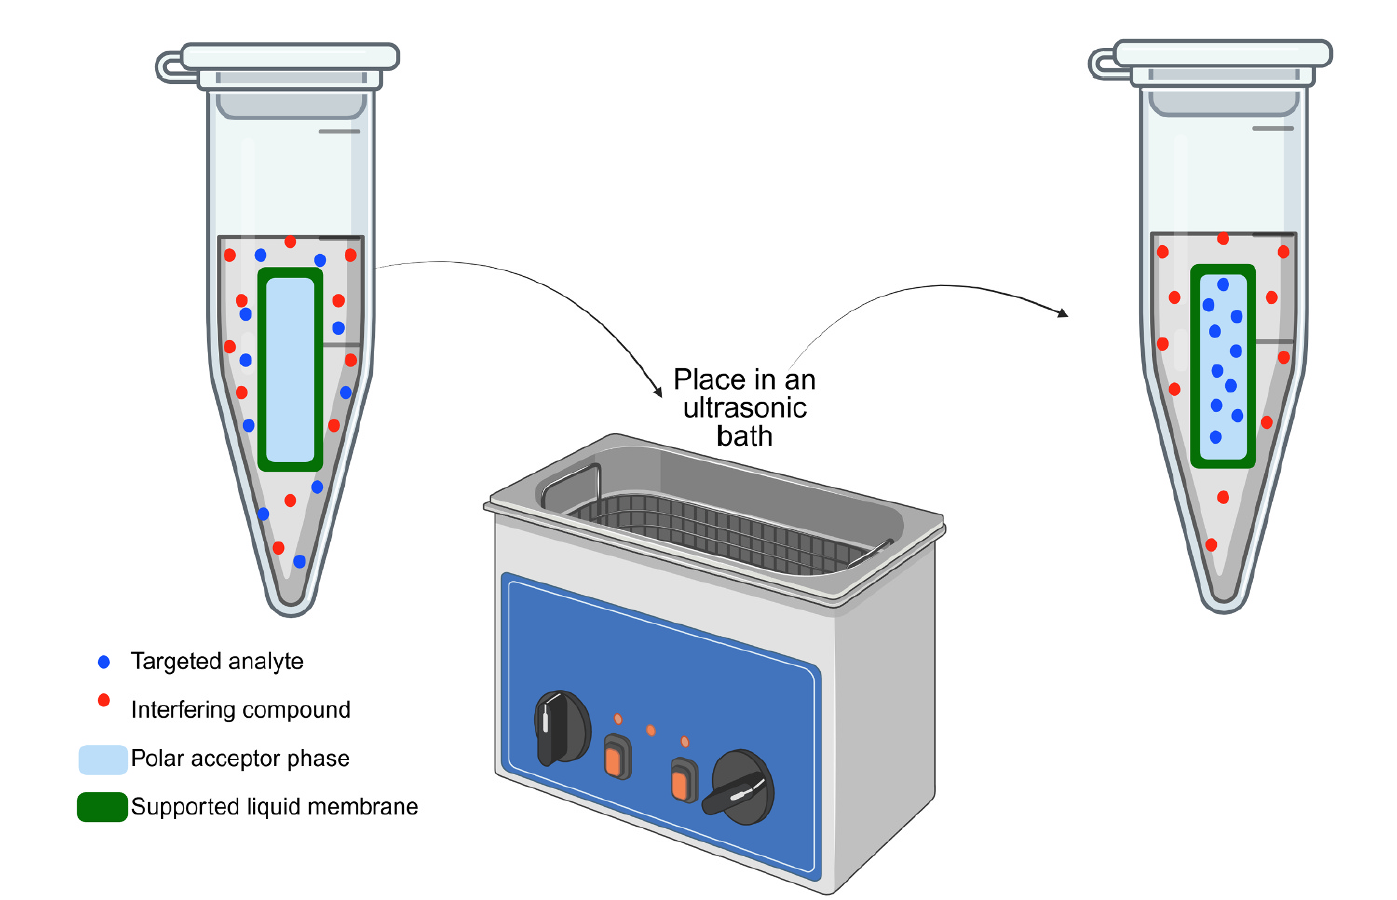 Place in an
ultrasonic
bath
Targeted analyte
Interfering compound
Polar acceptor phase
Supported liquid membrane